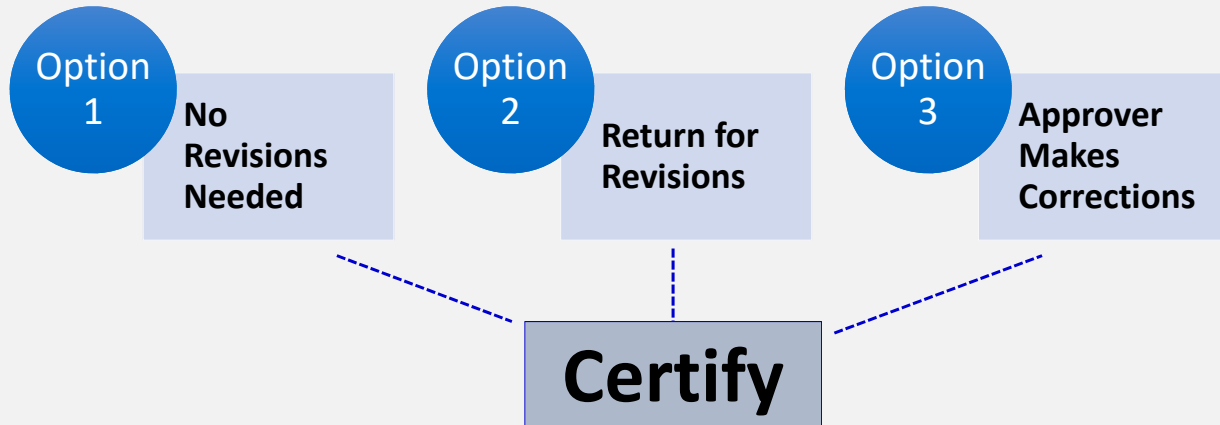 Option
1
No
Revisions
Needed
Option
2
Return for
Revisions
Option
3
Approver
Makes
Corrections
Certify